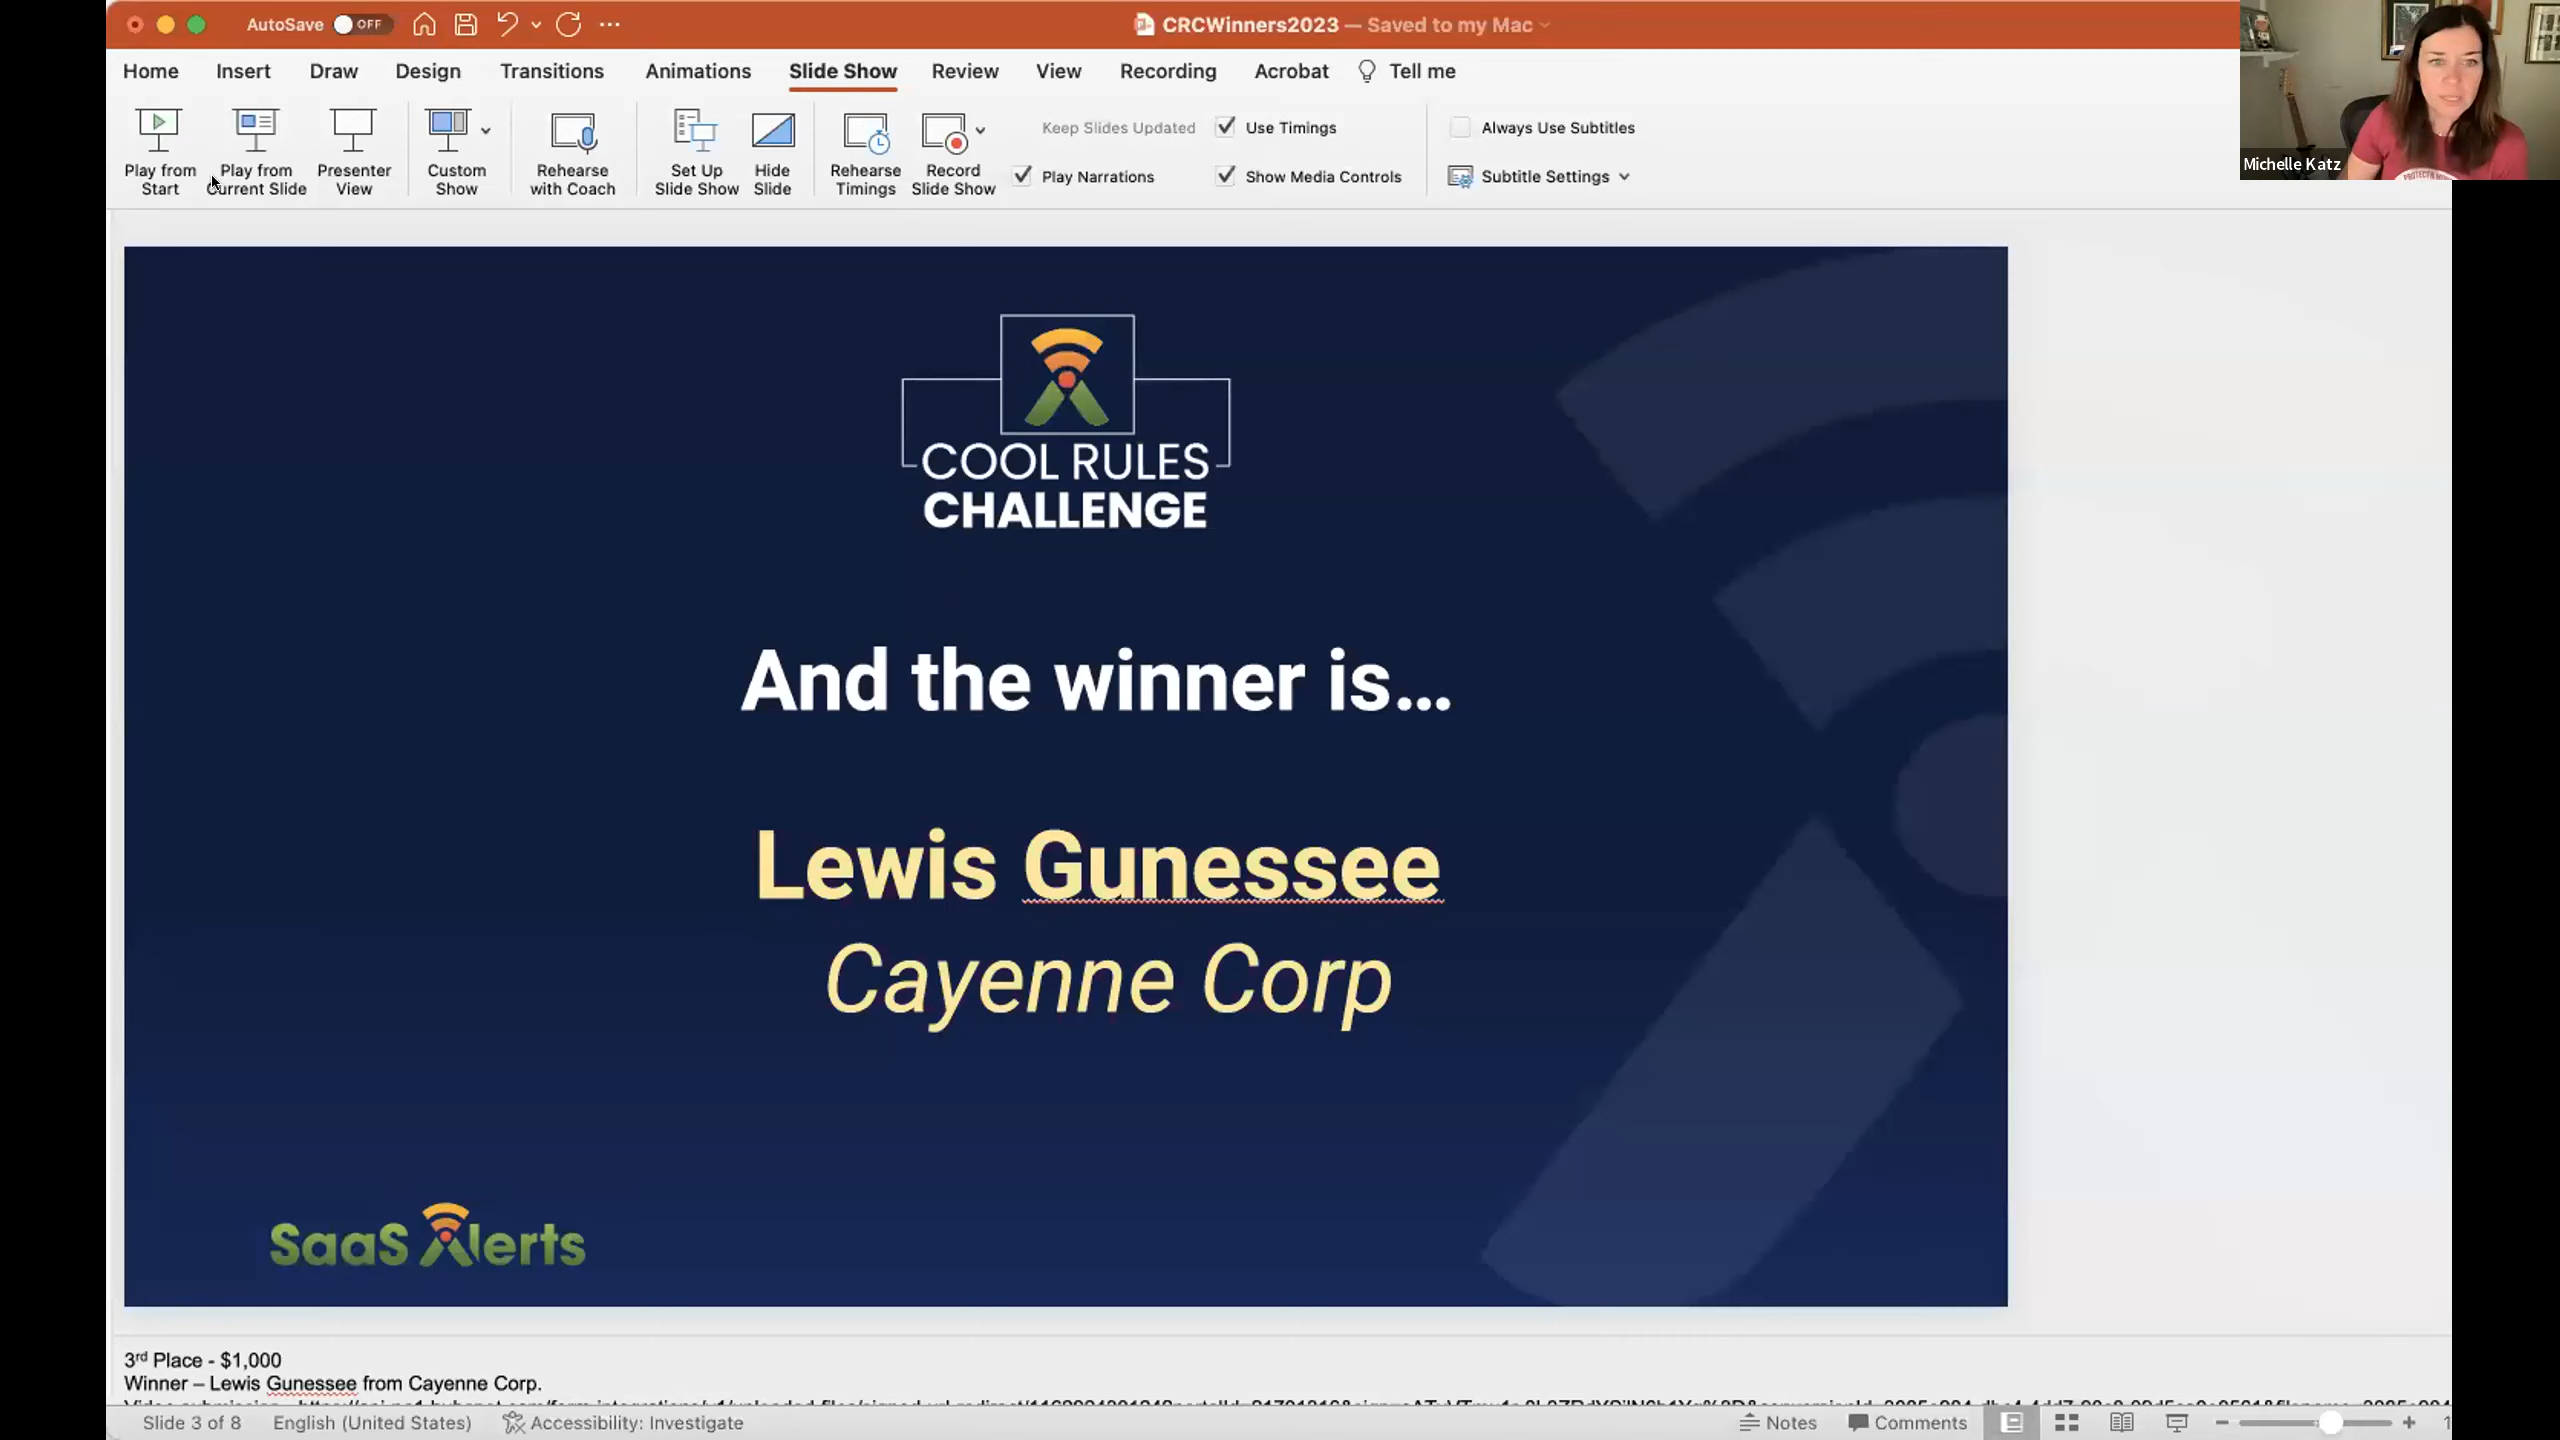 AutoSave OFF
CRCWinners2023 — Saved to my Mac
Home Insert Draw Design Transitions Animations Slide Show Review View Recording Acrobat Tell me
Play from Start
Play from Current Slide
Presenter View
Custom Show
Rehearse with Coach
Set Up Slide Show
Hide Slide
Rehearse Timings
Record Slide Show
Keep Slides Updated
Play Narrations
Use Timings
Show Media Controls
Always Use Subtitles
Subtitle Settings
Michelle Katz
COOL RULES
CHALLENGE
And the winner is...
Lewis Gunessee
Cayenne Corp
SaaS Alerts
3rd Place - $1,000
Winner – Lewis Gunessee from Cayenne Corp.
Slide 3 of 8 English (United States) Accessibility: Investigate Notes Comments